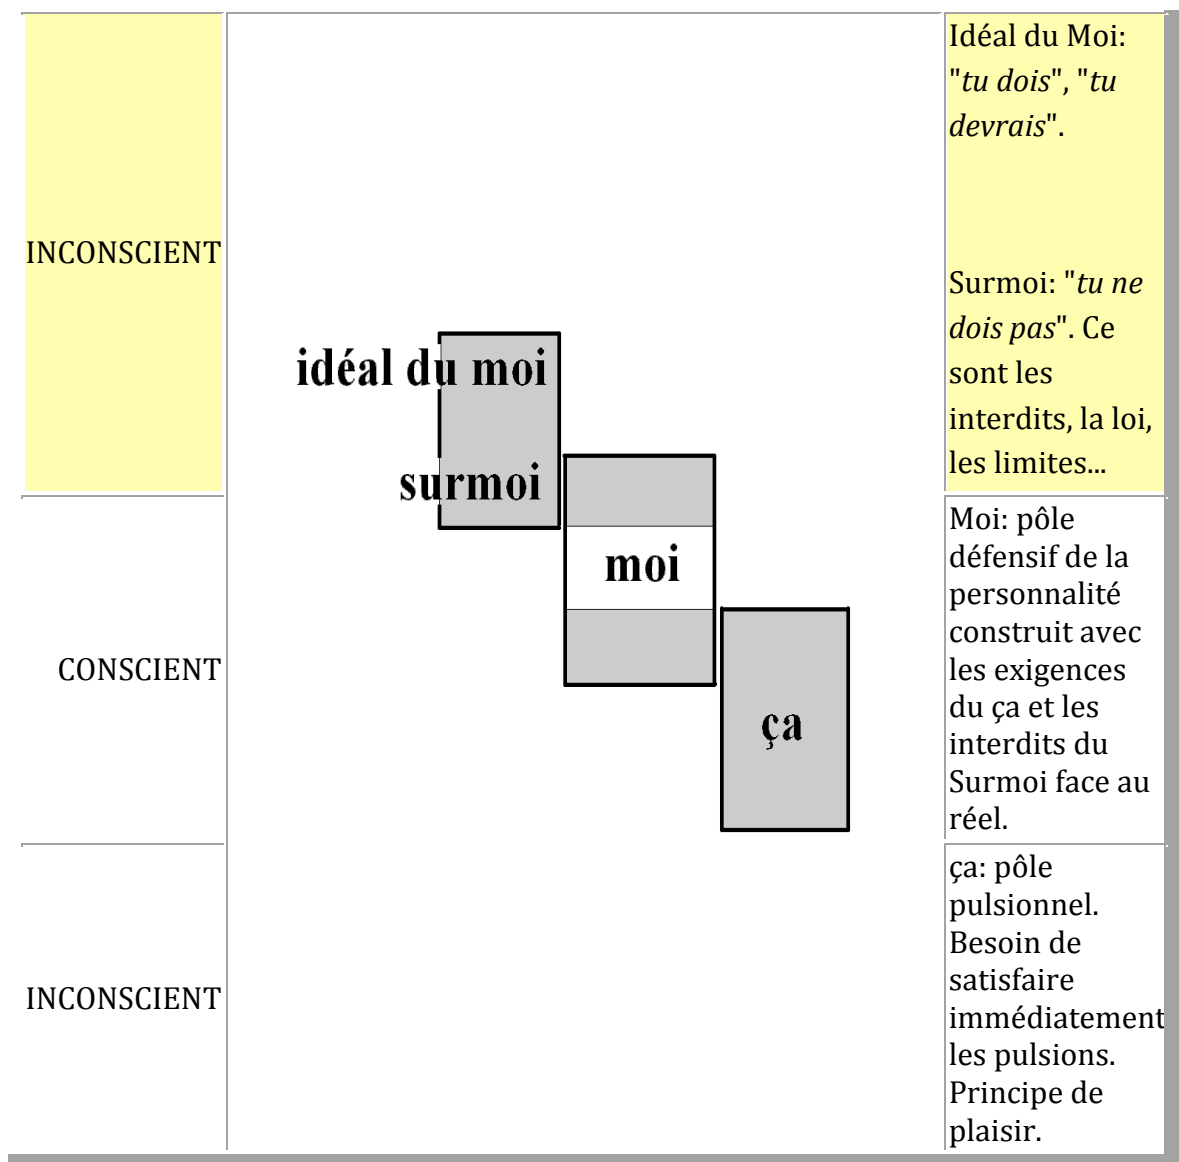 INCONSCIENT
idéal du moi
surmoi
moi
ça
Idéal du Moi:
"tu dois", "tu
devrais".
Surmoi: "tu ne
dois pas". Ce
sont les
interdits, la loi,
les limites...
CONSCIENT
Moi: pôle
défensif de la
personnalité
construit avec
les exigences
du ça et les
interdits du
Surmoi face au
réel.
INCONSCIENT
ça: pôle
pulsionnel.
Besoin de
satisfaire
immédiatement
les pulsions.
Principe de
plaisir.